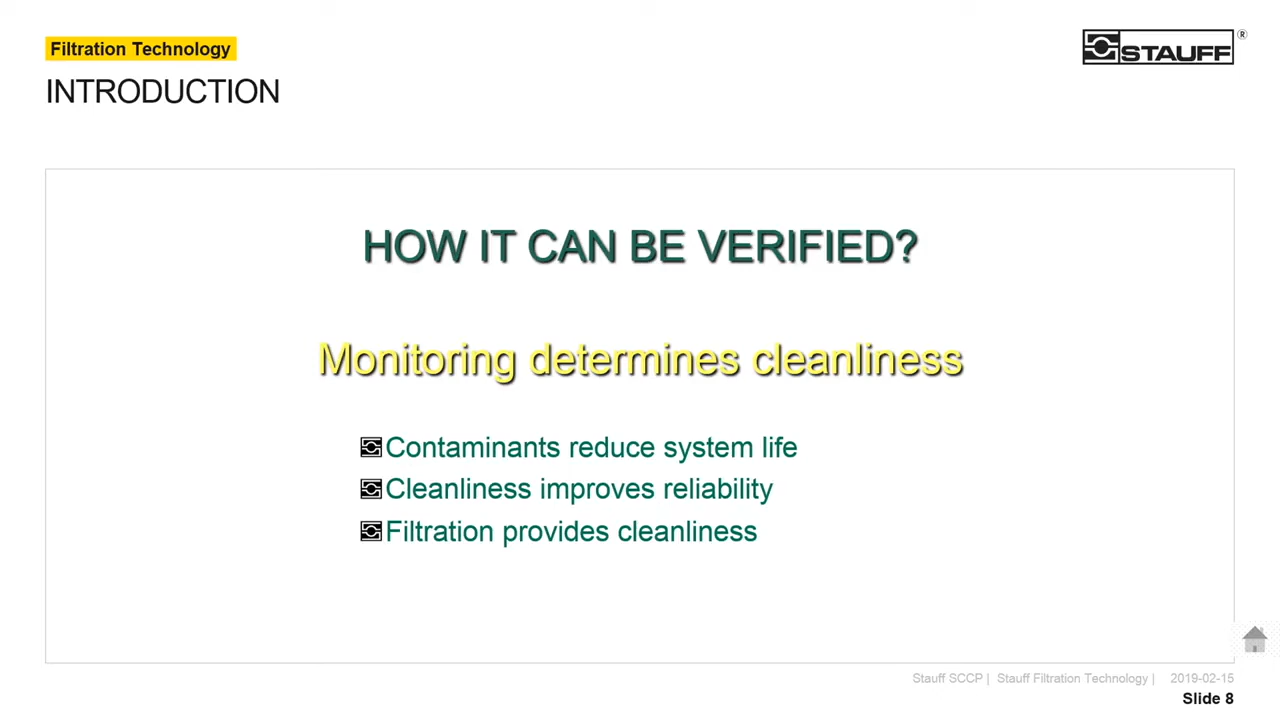 Filtration Technology
STAUFF ®
INTRODUCTION
HOW IT CAN BE VERIFIED?
Monitoring determines cleanliness
Contaminants reduce system life
Cleanliness improves reliability
Filtration provides cleanliness
Stauff SCCP | Stauff Filtration Technology | 2019-02-15
Slide 8